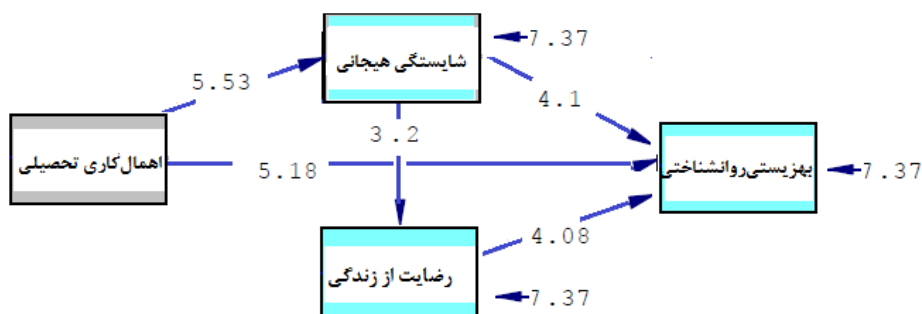 شایستگی هیجانی
7.37
5.53
4.1
3.2
اهمال‌کاری تحصیلی
5.18
بهزیستی‌روانشناختی
7.37
4.08
رضایت از زندگی
7.37